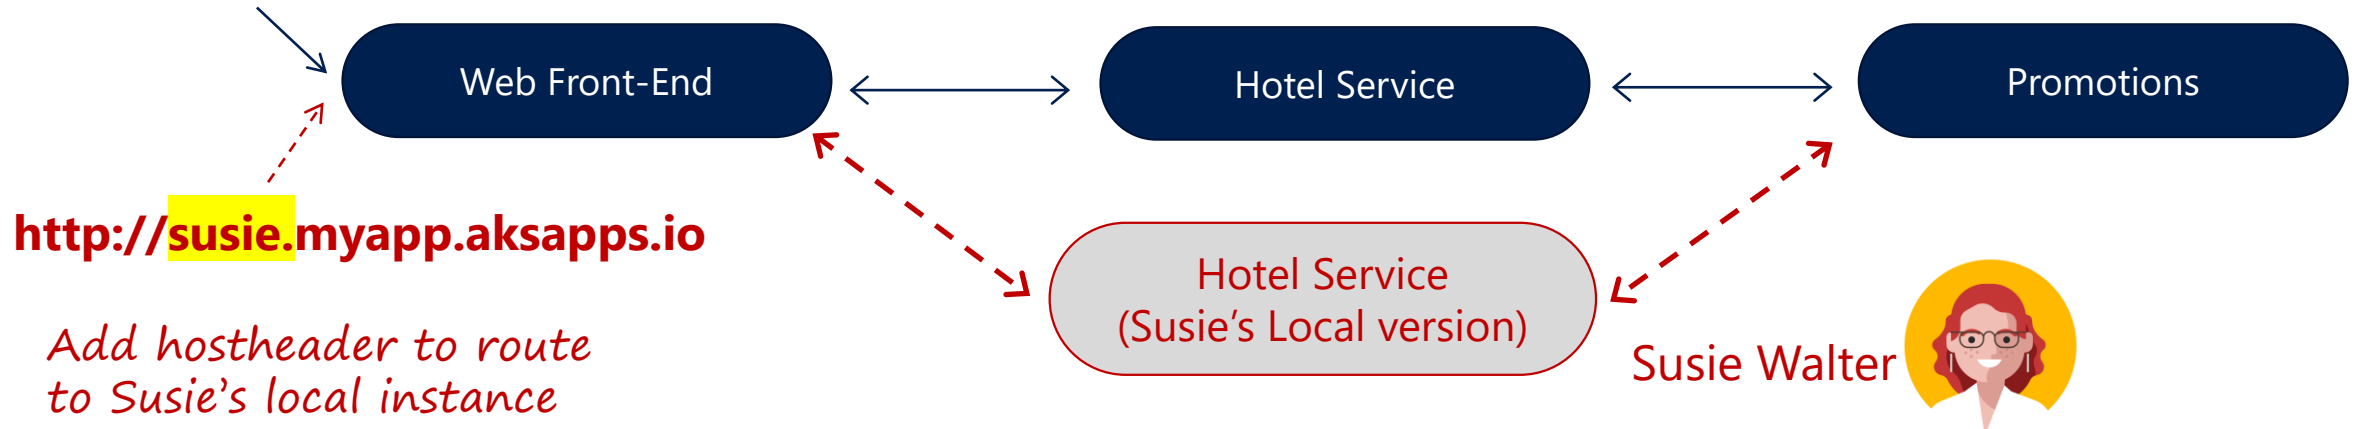 Web Front-End
Hotel Service
Promotions
http://susie.myapp.aksapps.io
Hotel Service
(Susie’s Local version)
Add hostheader to route
to Susie’s local instance
Susie Walter